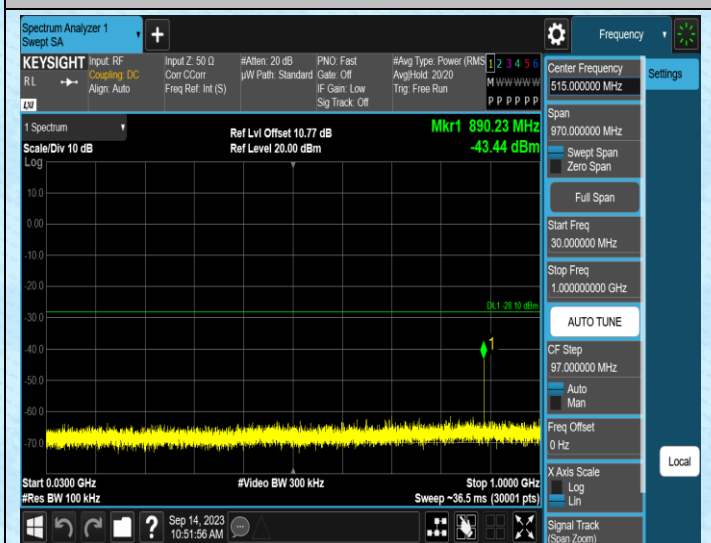 Spectrum Analyzer 1
Swept SA
Frequency
KEYSIGHT
RL
LXI
Input: RF
Coupling: DC
Align: Auto
Input Z: 50 Ω
Corr CCorr
Freq Ref: Int (S)
#Atten: 20 dB
µW Path: Standard
PNO: Fast
Gate: Off
IF Gain: Low
Sig Track: Off
#Avg Type: Power (RMS
Avg|Hold: 20/20
Trig: Free Run
1 2 3 4 5 6
M W W W W W
P P P P P P
1 Spectrum
Scale/Div 10 dB
Log
Ref Lvl Offset 10.77 dB
Ref Level 20.00 dBm
Mkr1 890.23 MHz
-43.44 dBm
10.0
0.00
-10.0
-20.0
DL1 -28.10 dBm
-30.0
1
-40.0
-50.0
-60.0
-70.0
Start 0.0300 GHz
#Res BW 100 kHz
#Video BW 300 kHz
Stop 1.0000 GHz
Sweep ~36.5 ms (30001 pts)
Sep 14, 2023
10:51:56 AM
Center Frequency
515.000000 MHz
Span
970.000000 MHz
Swept Span
Zero Span
Full Span
Start Freq
30.000000 MHz
Stop Freq
1.000000000 GHz
AUTO TUNE
CF Step
97.000000 MHz
Auto
Man
Freq Offset
0 Hz
X Axis Scale
Log
Lin
Signal Track
(Span Zoom)
Settings
Local